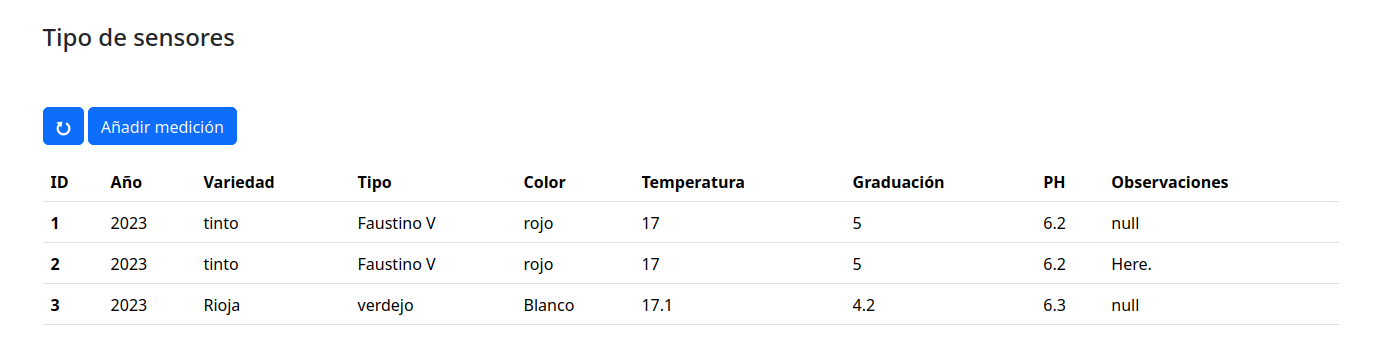 Tipo de sensores
Añadir medición
ID Año Variedad Tipo Color Temperatura Graduación PH Observaciones
1 2023 tinto Faustino V rojo 17 5 6.2 null
2 2023 tinto Faustino V rojo 17 5 6.2 Here.
3 2023 Rioja verdejo Blanco 17.1 4.2 6.3 null